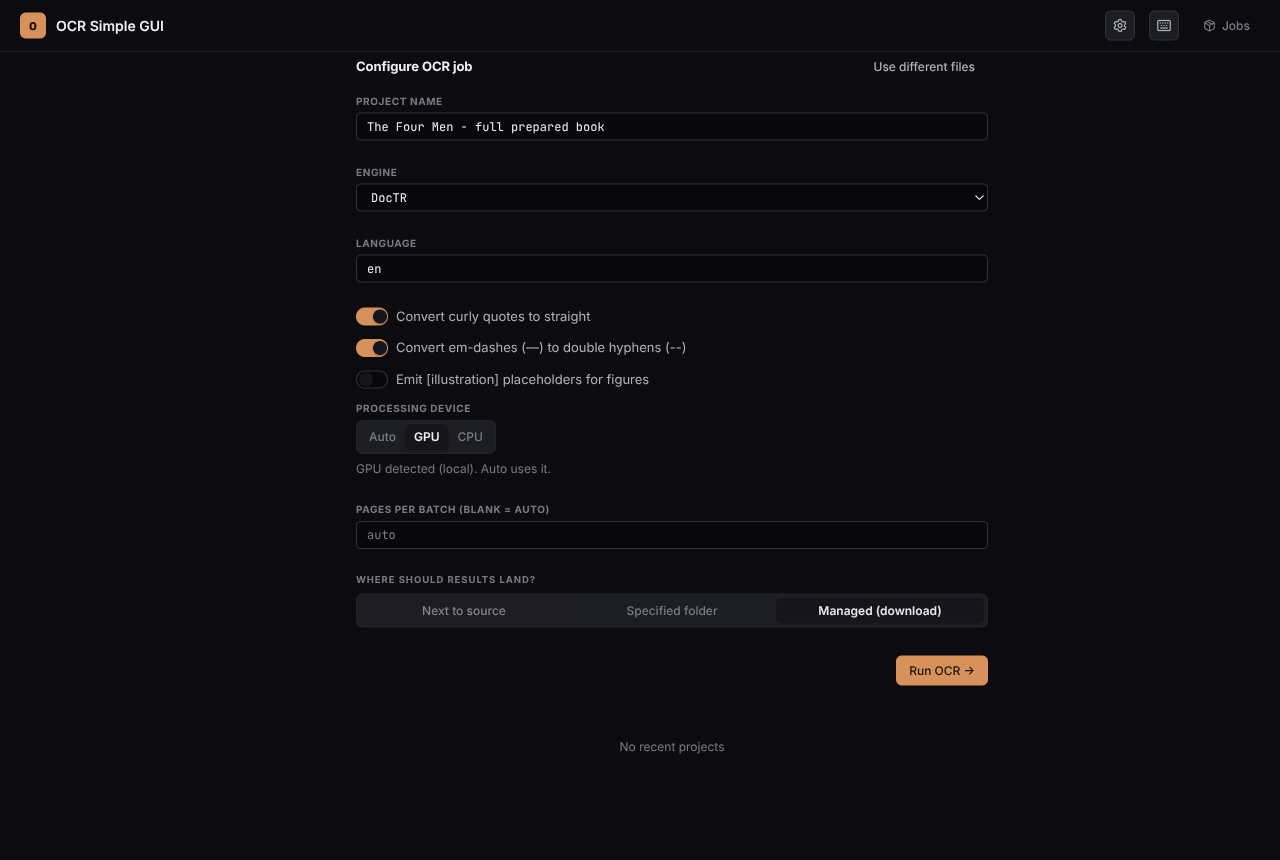 O OCR Simple GUI Jobs
Configure OCR job Use different files
PROJECT NAME
The Four Men - full prepared book
ENGINE
DocTR
LANGUAGE
en
Convert curly quotes to straight
Convert em-dashes (—) to double hyphens (--)
Emit [illustration] placeholders for figures
PROCESSING DEVICE
Auto GPU CPU
GPU detected (local). Auto uses it.
PAGES PER BATCH (BLANK = AUTO)
auto
WHERE SHOULD RESULTS LAND?
Next to source Specified folder Managed (download)
Run OCR →
No recent projects